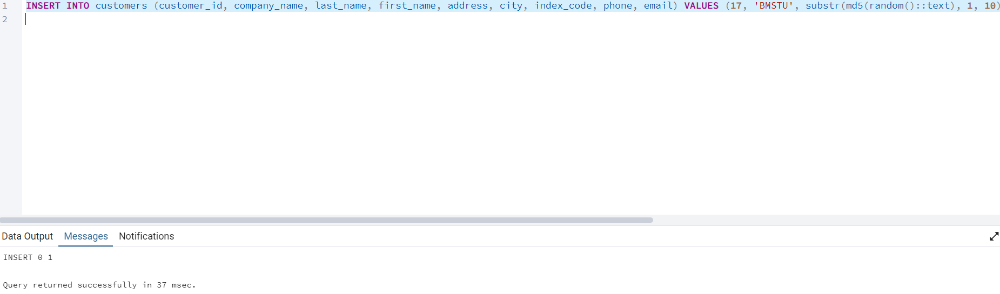 1 INSERT INTO customers (customer_id, company_name, last_name, first_name, address, city, index_code, phone, email) VALUES (17, 'BMSTU', substr(md5(random()::text), 1, 10)
2
Data Output Messages Notifications
INSERT 0 1
Query returned successfully in 37 msec.